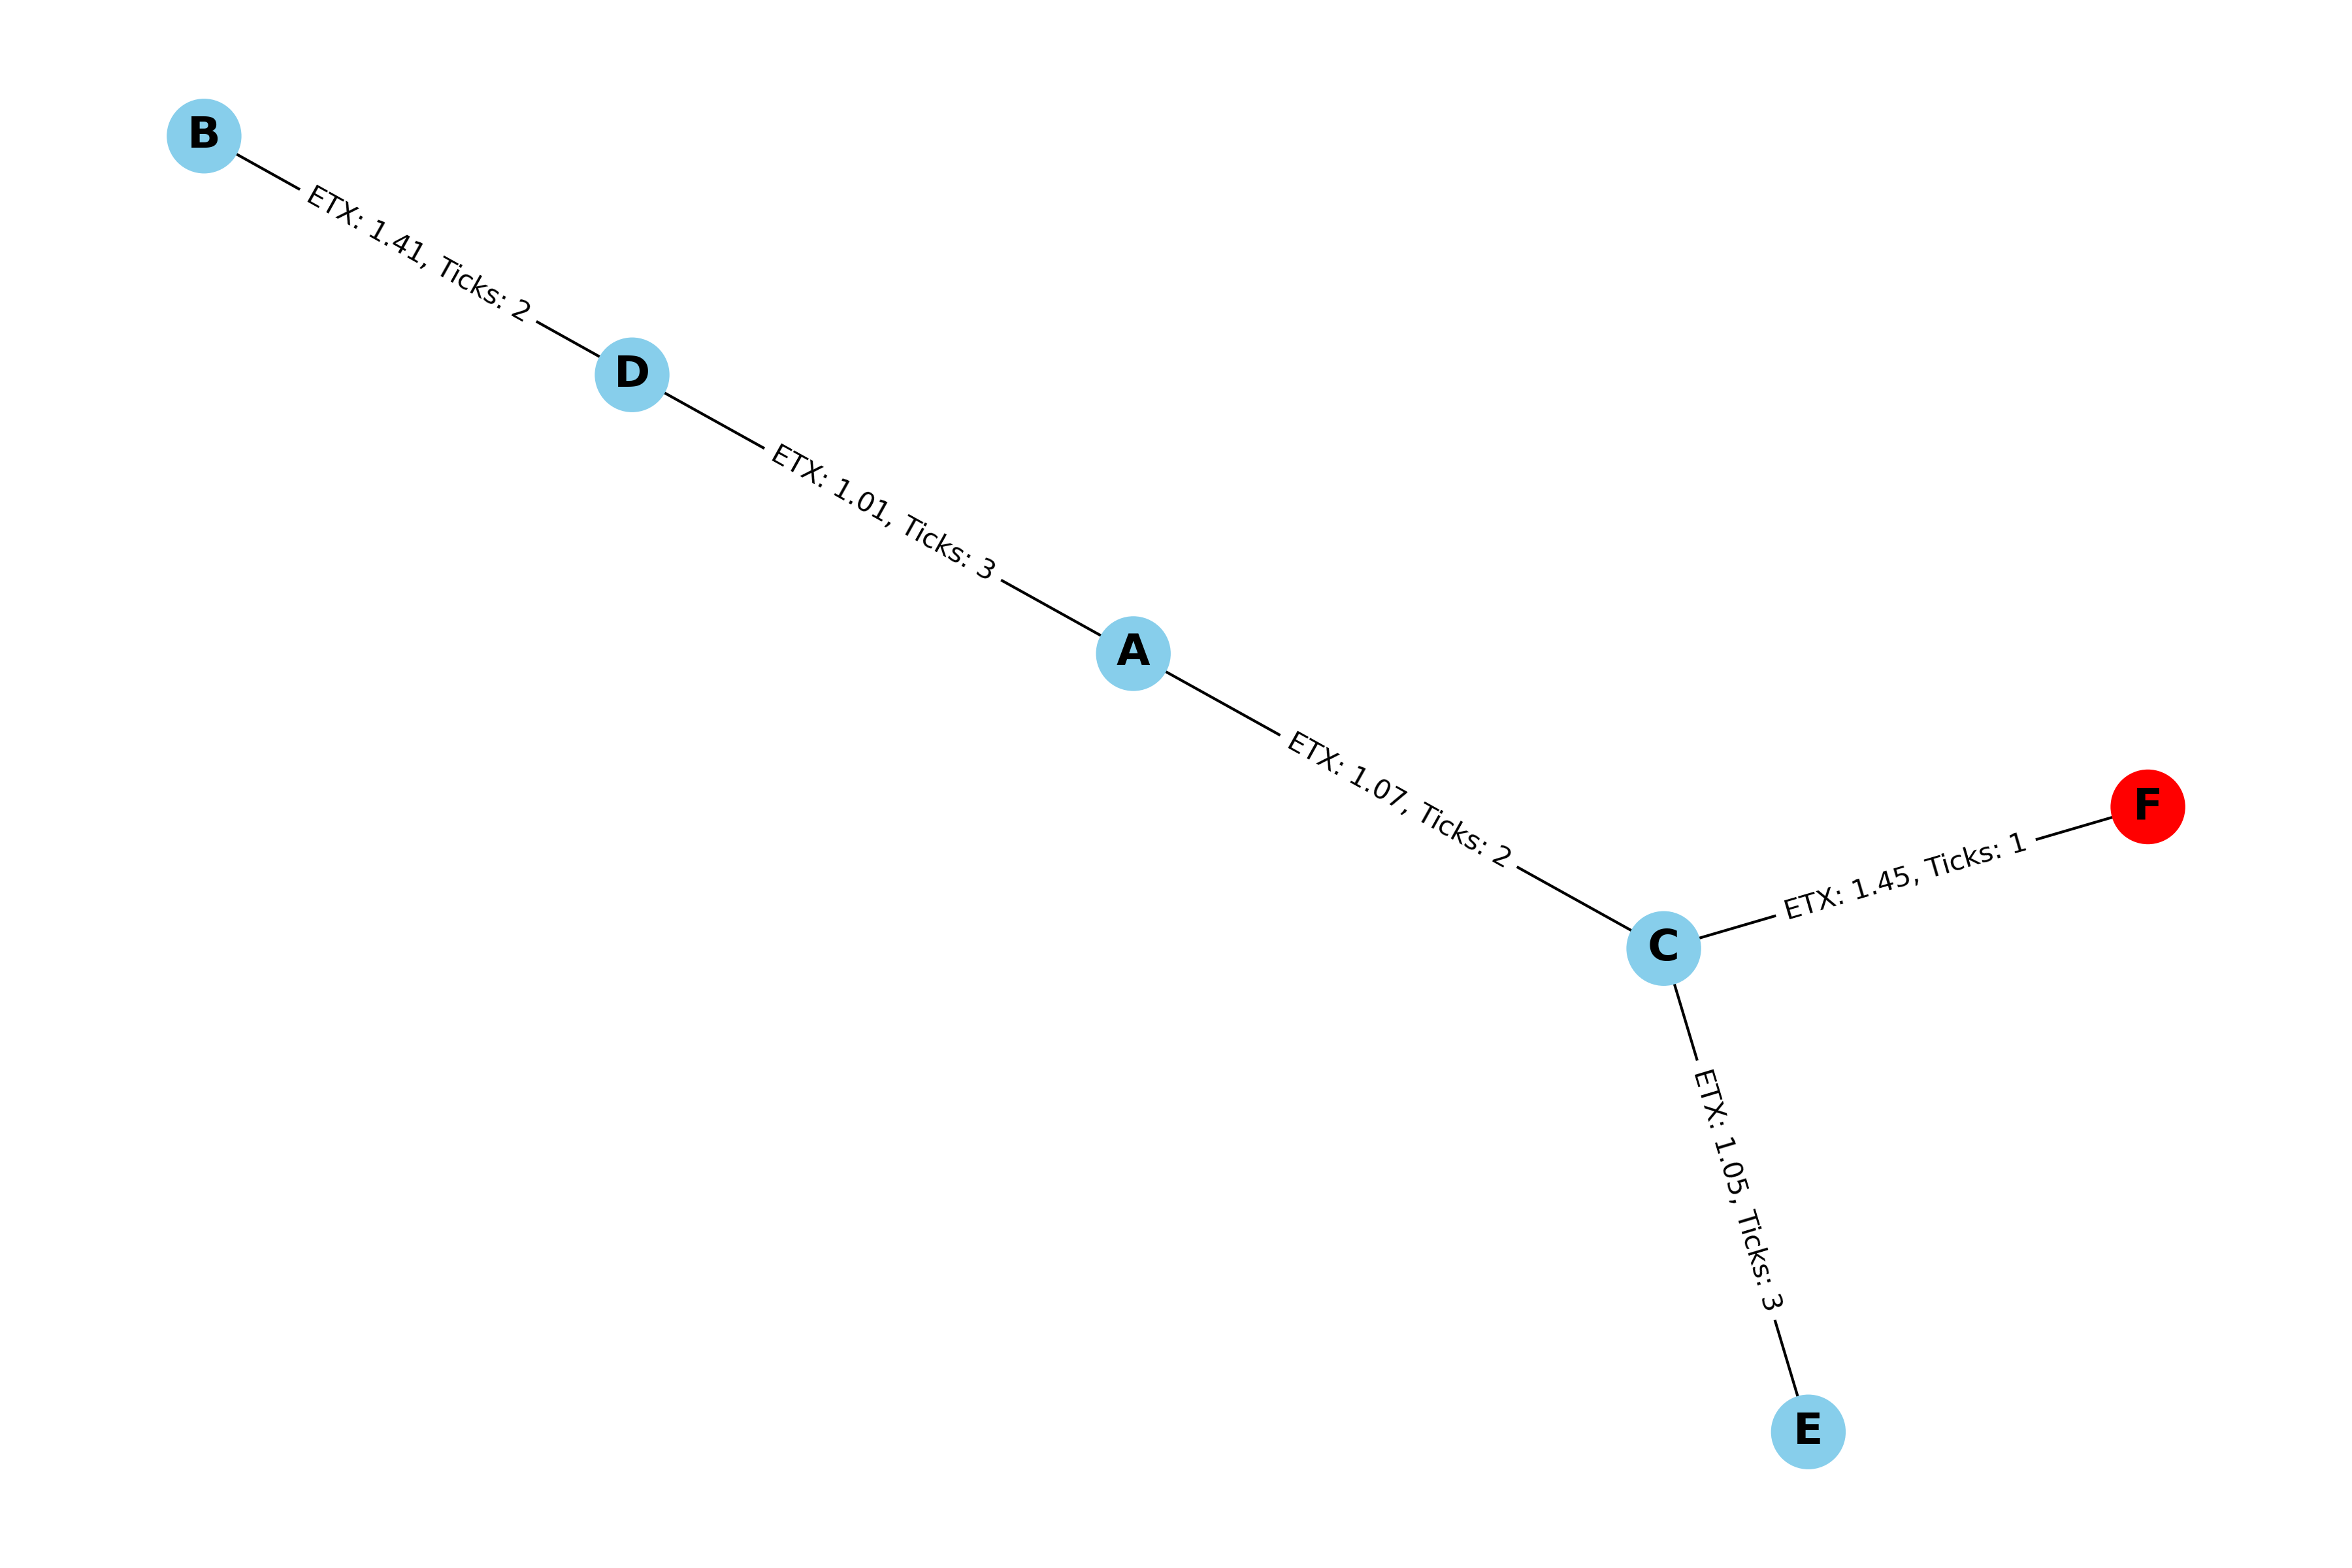 B
ETX: 1.41, Ticks: 2
D
ETX: 1.01, Ticks: 3
A
ETX: 1.07, Ticks: 2
F
ETX: 1.45, Ticks: 1
C
ETX: 1.05, Ticks: 3
E